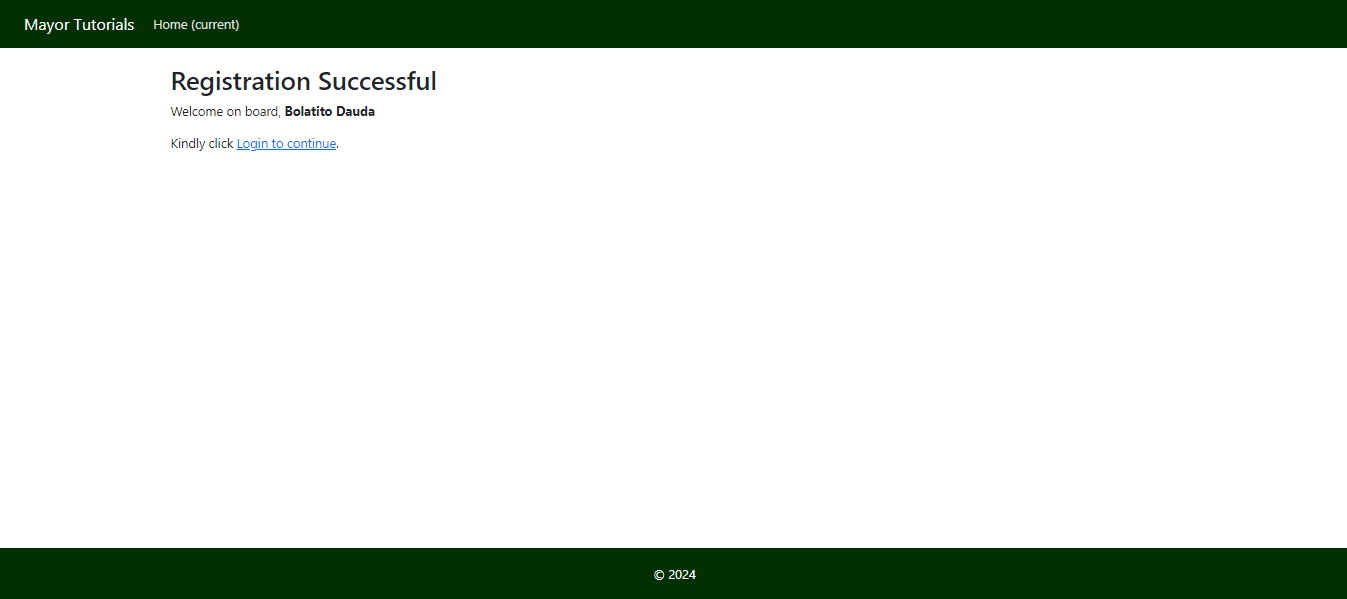 Mayor Tutorials Home (current)
Registration Successful
Welcome on board, Bolatito Dauda
Kindly click Login to continue.
© 2024